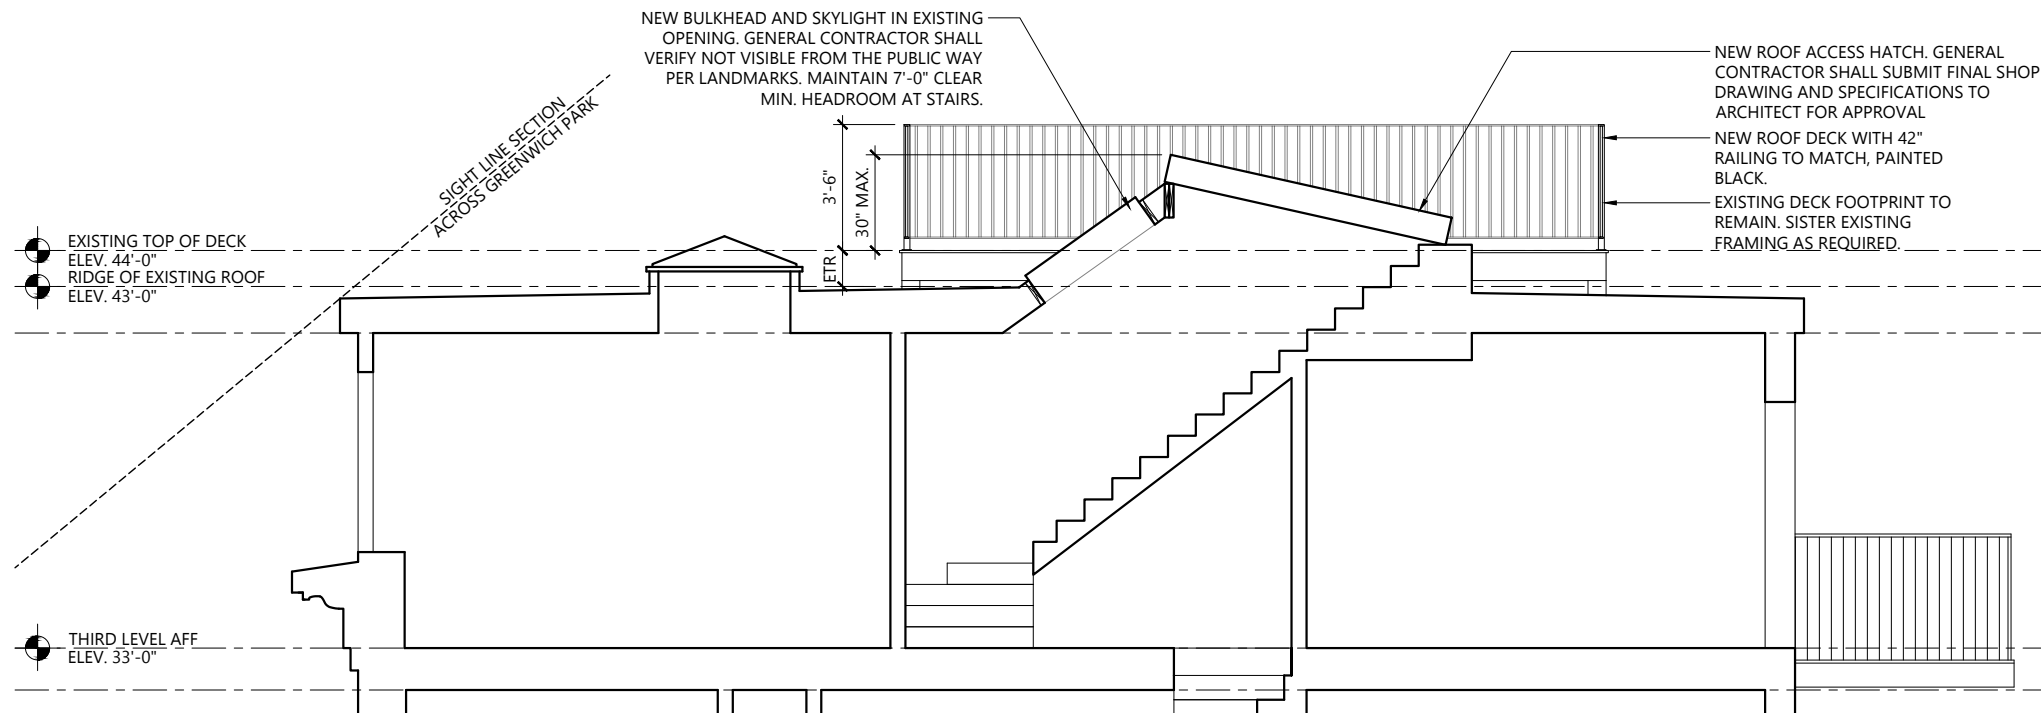 NEW BULKHEAD AND SKYLIGHT IN EXISTING
OPENING. GENERAL CONTRACTOR SHALL
VERIFY NOT VISIBLE FROM THE PUBLIC WAY
PER LANDMARKS. MAINTAIN 7'-0" CLEAR
MIN. HEADROOM AT STAIRS.
NEW ROOF ACCESS HATCH. GENERAL
CONTRACTOR SHALL SUBMIT FINAL SHOP
DRAWING AND SPECIFICATIONS TO
ARCHITECT FOR APPROVAL
NEW ROOF DECK WITH 42"
RAILING TO MATCH, PAINTED
BLACK.
EXISTING DECK FOOTPRINT TO
REMAIN. SISTER EXISTING
FRAMING AS REQUIRED.
SIGHT LINE SECTION
ACROSS GREENWICH PARK
3'-6"
30" MAX.
ETR
EXISTING TOP OF DECK
ELEV. 44'-0"
RIDGE OF EXISTING ROOF
ELEV. 43'-0"
THIRD LEVEL AFF
ELEV. 33'-0"